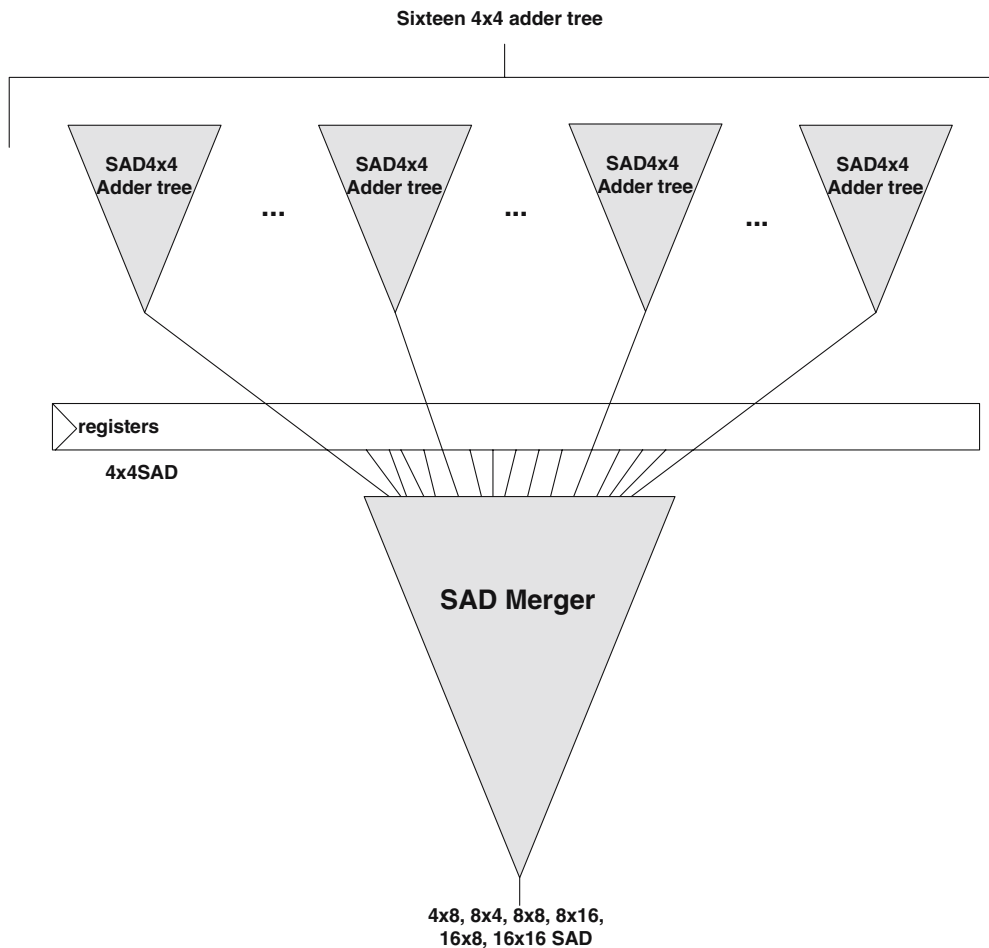 Sixteen 4x4 adder tree
SAD4x4
Adder tree
SAD4x4
Adder tree
SAD4x4
Adder tree
SAD4x4
Adder tree
...
...
...
registers
4x4SAD
SAD Merger
4x8, 8x4, 8x8, 8x16,
16x8, 16x16 SAD